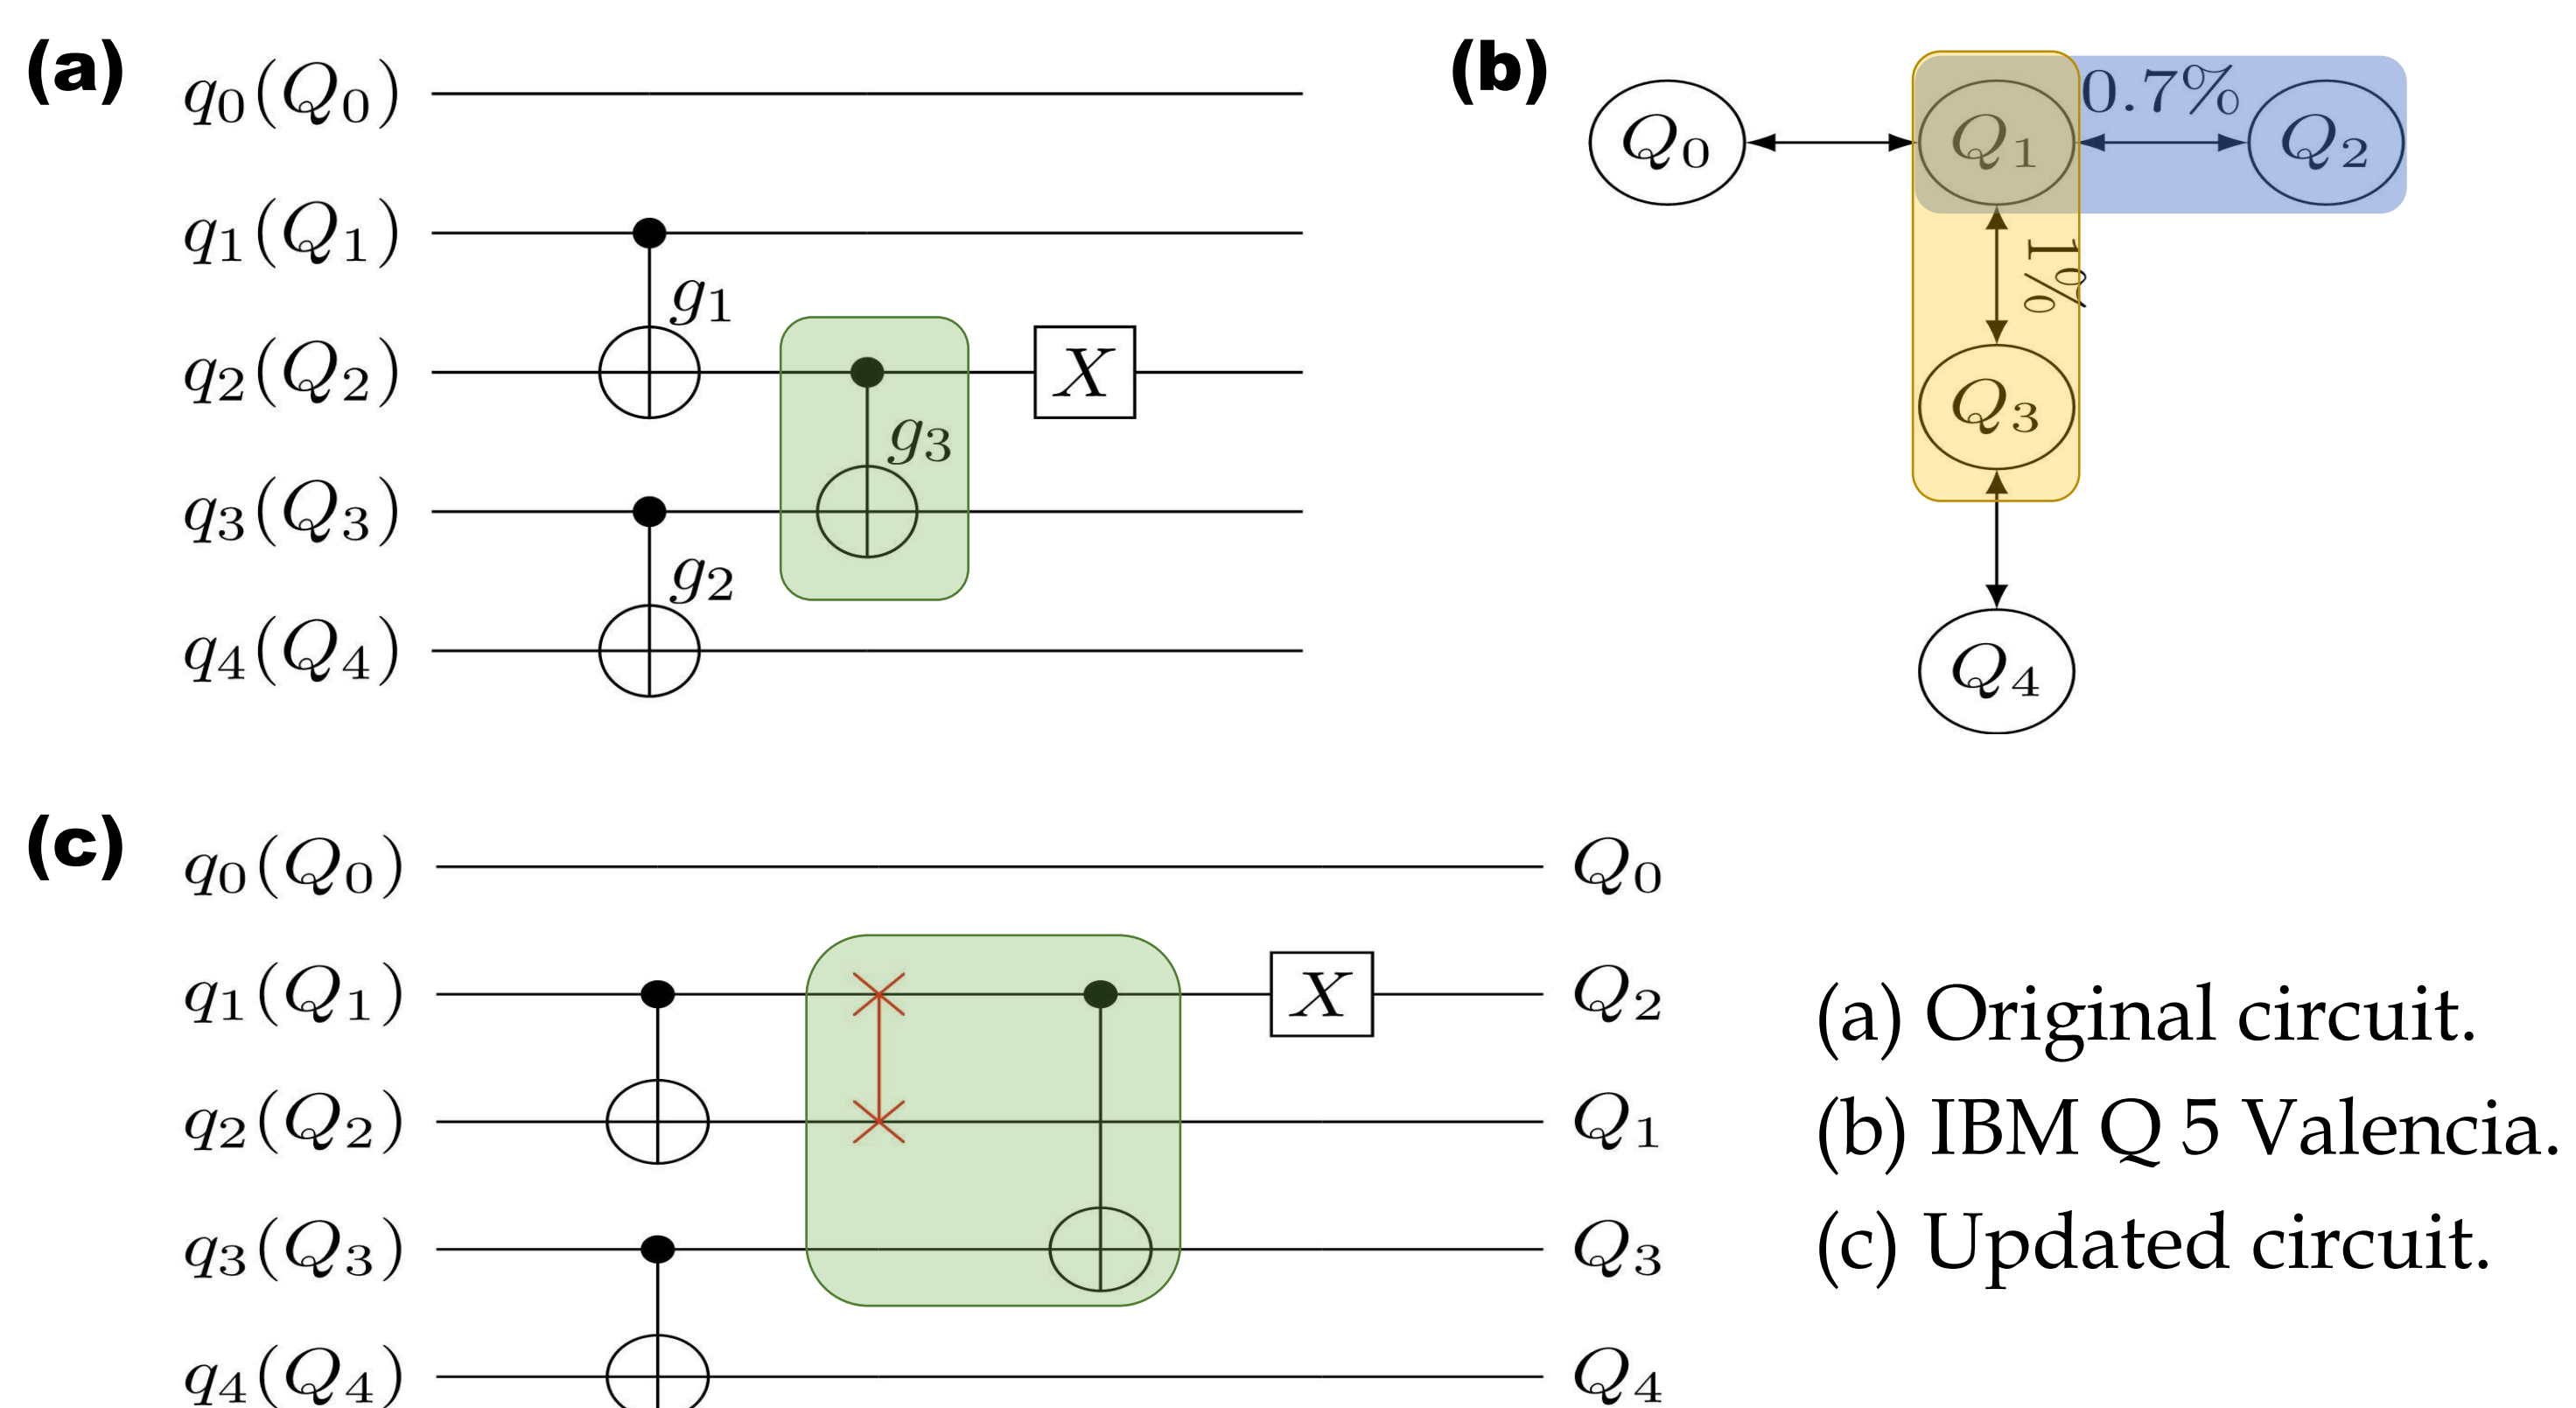 (a)
q0(Q0)
q1(Q1)
g1
q2(Q2)
X
g3
q3(Q3)
g2
q4(Q4)
(b)
Q0
Q1
0.7%
Q2
1%
Q3
Q4
(c)
q0(Q0)
Q0
q1(Q1)
X
Q2
q2(Q2)
Q1
q3(Q3)
Q3
q4(Q4)
Q4
(a) Original circuit.
(b) IBM Q 5 Valencia.
(c) Updated circuit.